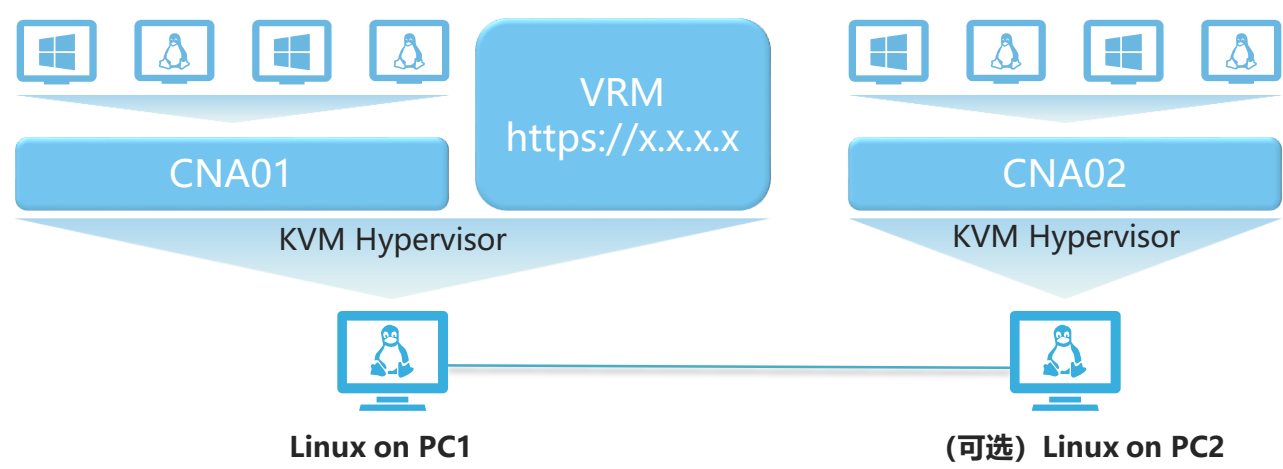 VRM
https://x.x.x.x
CNA01
CNA02
KVM Hypervisor
KVM Hypervisor
Linux on PC1
(可选）Linux on PC2